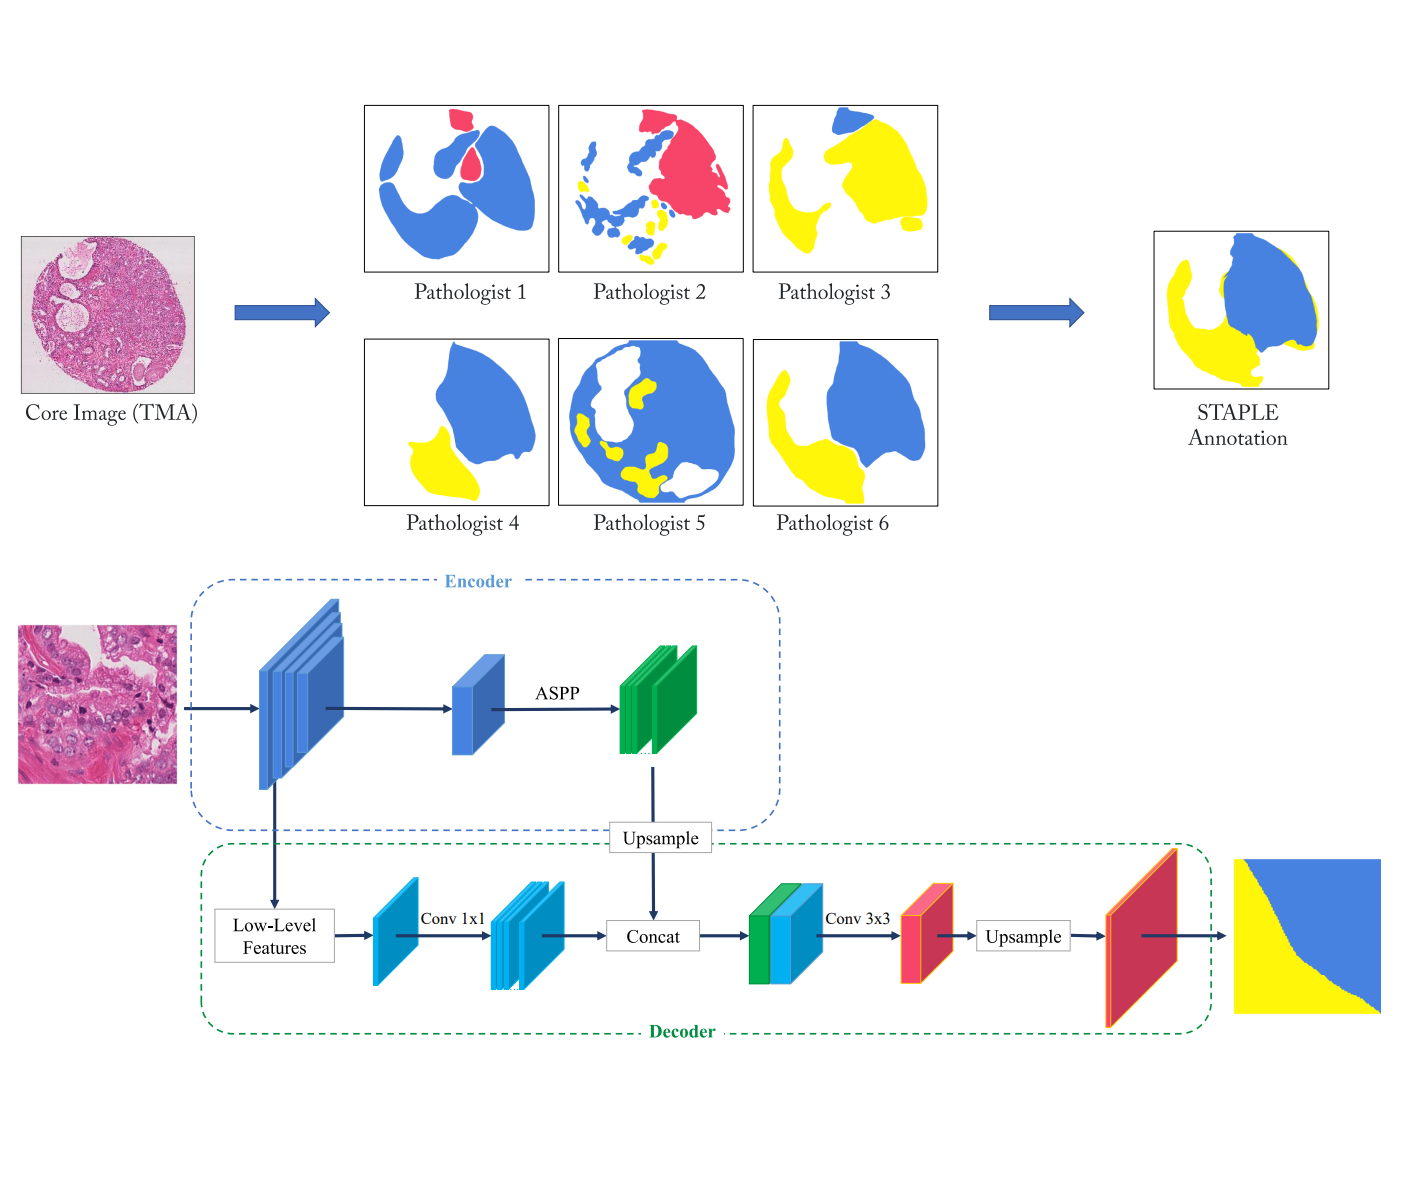 Pathologist 1
Pathologist 2
Pathologist 3
Core Image (TMA)
STAPLE
Annotation
Pathologist 4
Pathologist 5
Pathologist 6
Encoder
ASPP
Upsample
Low-Level
Features
Conv 1x1
Concat
Conv 3x3
Upsample
Decoder